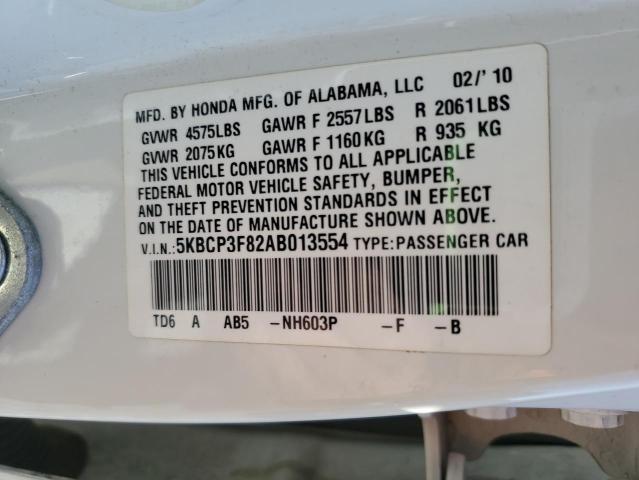 MFD. BY HONDA MFG. OF ALABAMA, LLC 02/'10
GVWR 4575LBS GAWR F 2557LBS R 2061LBS
GVWR 2075KG GAWR F 1160KG R 935 KG
THIS VEHICLE CONFORMS TO ALL APPLICABLE
FEDERAL MOTOR VEHICLE SAFETY, BUMPER,
AND THEFT PREVENTION STANDARDS IN EFFECT
ON THE DATE OF MANUFACTURE SHOWN ABOVE.
V.I.N.:5KBCP3F82AB013554 TYPE:PASSENGER CAR
TD6 A AB5 -NH603P -F -B